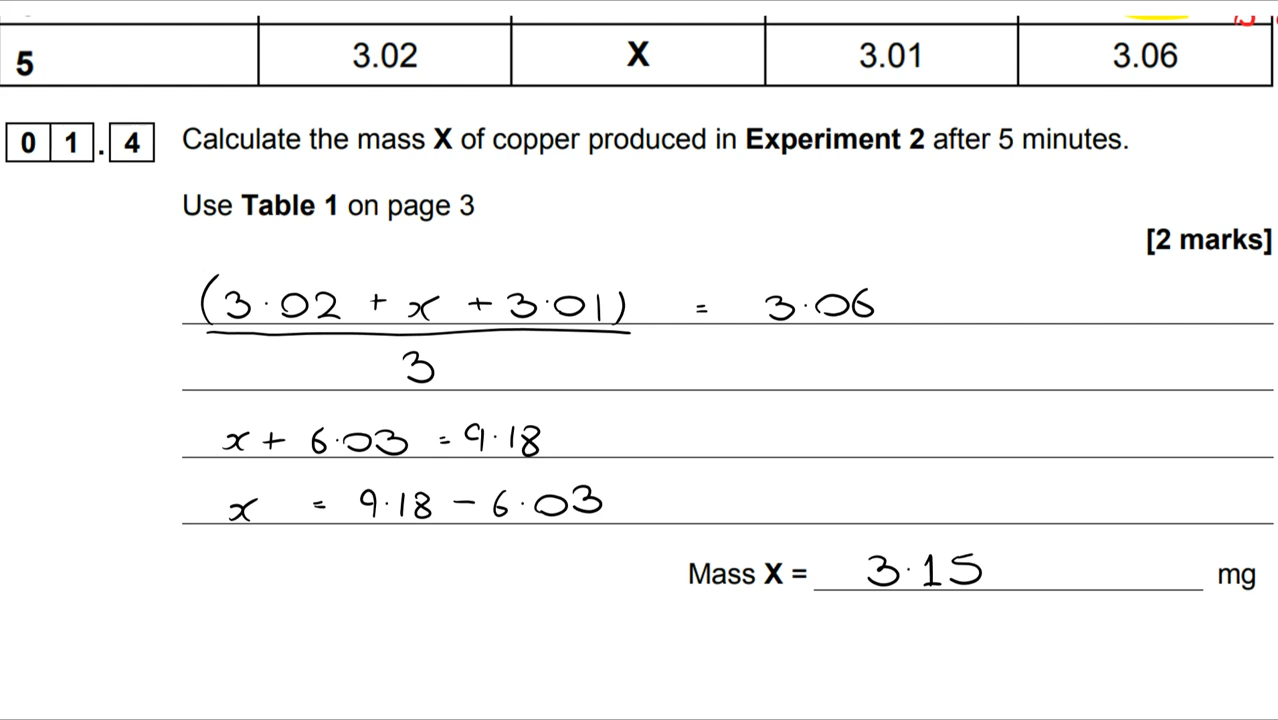 5 3.02 X 3.01 3.06
01.4 Calculate the mass X of copper produced in Experiment 2 after 5 minutes.
Use Table 1 on page 3
[2 marks]
(3.02 + x + 3.01) = 3.06
3
x + 6.03 = 9.18
x = 9.18 - 6.03
Mass X = 3.15 mg